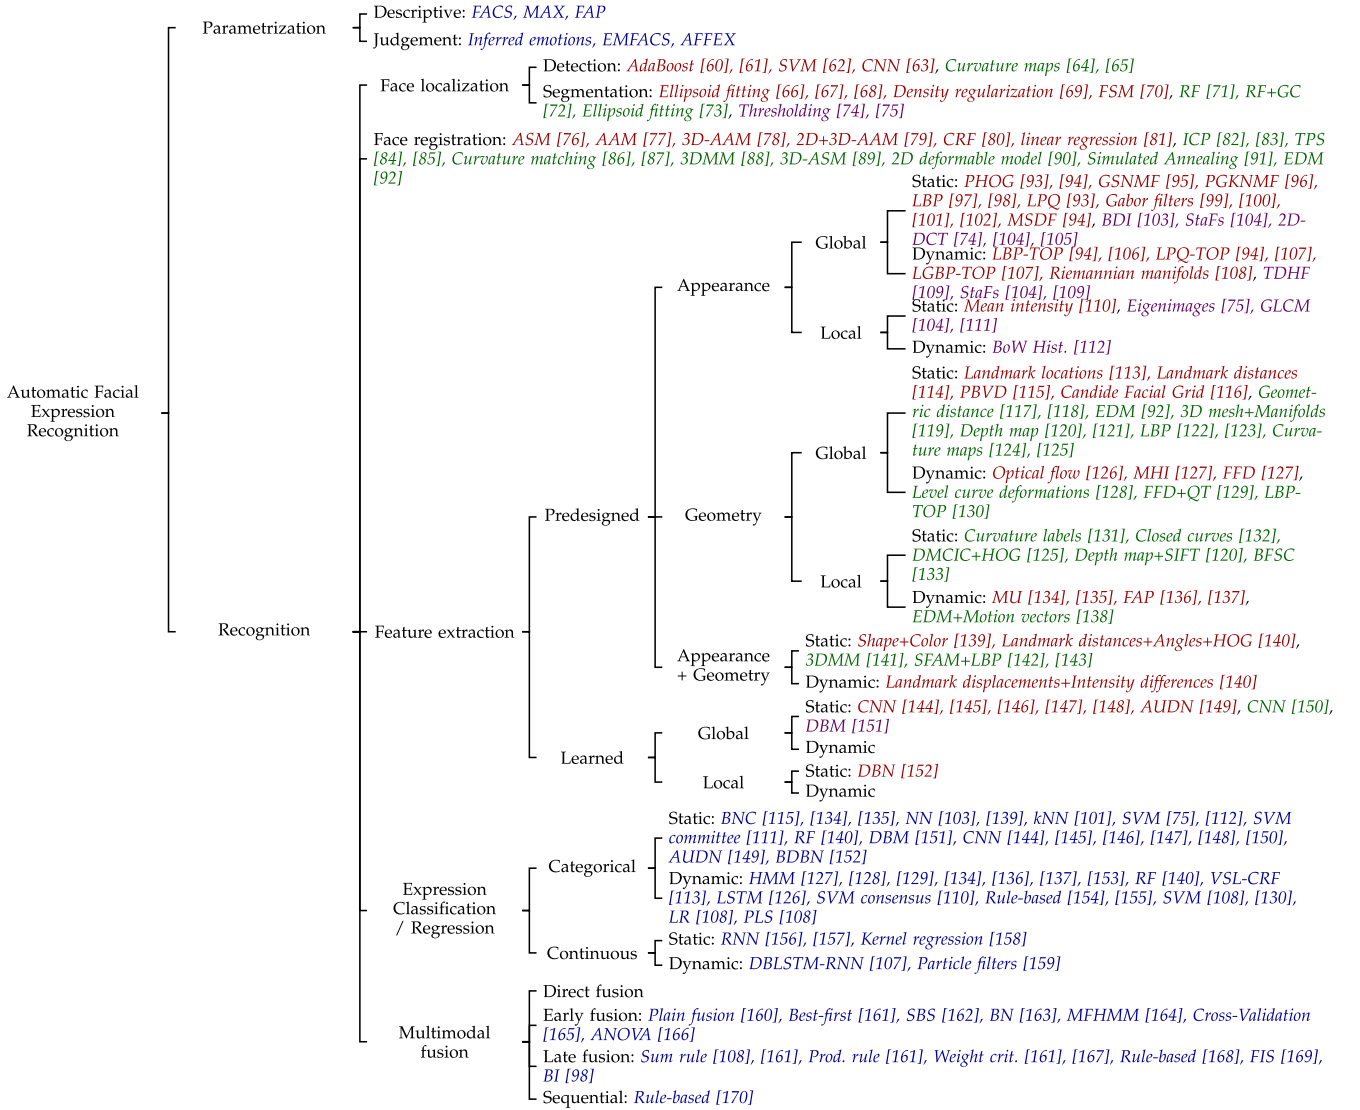 Automatic Facial
Expression
Recognition
Parametrization
Descriptive: FACS, MAX, FAP
Judgement: Inferred emotions, EMFACS, AFFEX
Recognition
Face localization
Detection: AdaBoost [60], [61], SVM [62], CNN [63], Curvature maps [64], [65]
Segmentation: Ellipsoid fitting [66], [67], [68], Density regularization [69], FSM [70], RF [71], RF+GC
[72], Ellipsoid fitting [73], Thresholding [74], [75]
Face registration: ASM [76], AAM [77], 3D-AAM [78], 2D+3D-AAM [79], CRF [80], linear regression [81], ICP [82], [83], TPS
[84], [85], Curvature matching [86], [87], 3DMM [88], 3D-ASM [89], 2D deformable model [90], Simulated Annealing [91], EDM
[92]
Feature extraction
Predesigned
Appearance
Global
Static: PHOG [93], [94], GSNMF [95], PGKNMF [96],
LBP [97], [98], LPQ [93], Gabor filters [99], [100],
[101], [102], MSDF [94], BDI [103], StaFs [104], 2D-
DCT [74], [104], [105]
Dynamic: LBP-TOP [94], [106], LPQ-TOP [94], [107],
LGBP-TOP [107], Riemannian manifolds [108], TDHF
[109], StaFs [104], [109]
Local
Static: Mean intensity [110], Eigenimages [75], GLCM
[104], [111]
Dynamic: BoW Hist. [112]
Geometry
Global
Static: Landmark locations [113], Landmark distances
[114], PBVD [115], Candide Facial Grid [116], Geomet-
ric distance [117], [118], EDM [92], 3D mesh+Manifolds
[119], Depth map [120], [121], LBP [122], [123], Curva-
ture maps [124], [125]
Dynamic: Optical flow [126], MHI [127], FFD [127],
Level curve deformations [128], FFD+QT [129], LBP-
TOP [130]
Local
Static: Curvature labels [131], Closed curves [132],
DMCIC+HOG [125], Depth map+SIFT [120], BFSC
[133]
Dynamic: MU [134], [135], FAP [136], [137],
EDM+Motion vectors [138]
Appearance
+ Geometry
Static: Shape+Color [139], Landmark distances+Angles+HOG [140],
3DMM [141], SFAM+LBP [142], [143]
Dynamic: Landmark displacements+Intensity differences [140]
Learned
Global
Static: CNN [144], [145], [146], [147], [148], AUDN [149], CNN [150],
DBM [151]
Dynamic
Local
Static: DBN [152]
Dynamic
Expression
Classification
/ Regression
Categorical
Static: BNC [115], [134], [135], NN [103], [139], kNN [101], SVM [75], [112], SVM
committee [111], RF [140], DBM [151], CNN [144], [145], [146], [147], [148], [150],
AUDN [149], BDBN [152]
Dynamic: HMM [127], [128], [129], [134], [136], [137], [153], RF [140], VSL-CRF
[113], LSTM [126], SVM consensus [110], Rule-based [154], [155], SVM [108], [130],
LR [108], PLS [108]
Continuous
Static: RNN [156], [157], Kernel regression [158]
Dynamic: DBLSTM-RNN [107], Particle filters [159]
Multimodal
fusion
Direct fusion
Early fusion: Plain fusion [160], Best-first [161], SBS [162], BN [163], MFHMM [164], Cross-Validation
[165], ANOVA [166]
Late fusion: Sum rule [108], [161], Prod. rule [161], Weight crit. [161], [167], Rule-based [168], FIS [169],
BI [98]
Sequential: Rule-based [170]